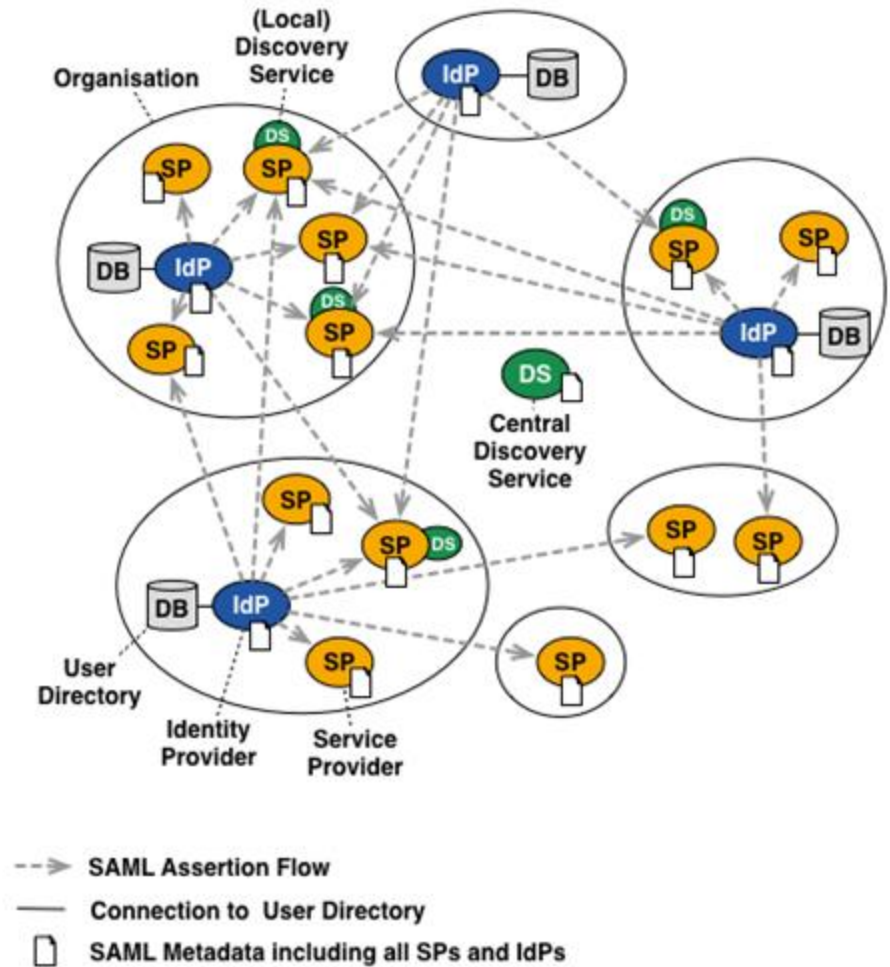 (Local)
Discovery
Service
Organisation
IdP
DB
DS
SP
SP
DS
SP
SP
SP
DB
IdP
DS
SP
IdP
DB
SP
DS
Central
Discovery
Service
SP
SP
DS
SP
SP
DB
IdP
SP
SP
User
Directory
Identity
Provider
Service
Provider
SAML Assertion Flow
Connection to User Directory
SAML Metadata including all SPs and IdPs